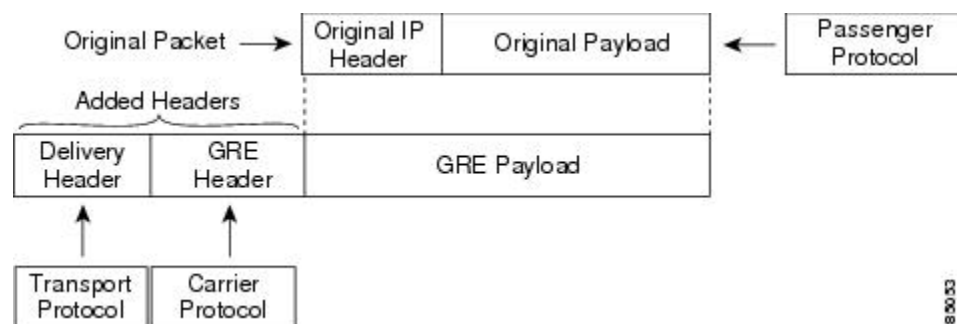 Original Packet
Original IP
Header
Original Payload
Passenger
Protocol
Added Headers
Delivery
Header
GRE
Header
GRE Payload
Transport
Protocol
Carrier
Protocol
85053